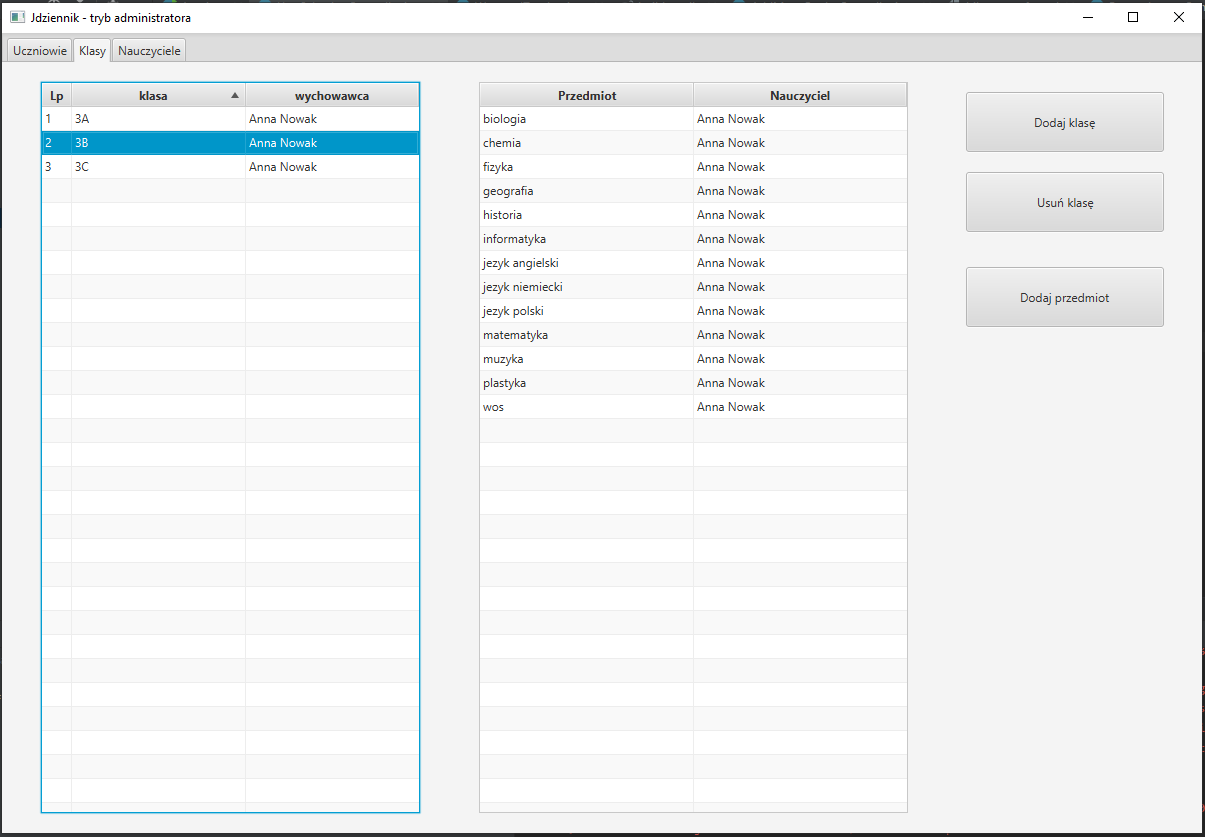 Jdziennik - tryb administratora
Uczniowie Klasy Nauczyciele
Lp klasa wychowawca
1 3A Anna Nowak
2 3B Anna Nowak
3 3C Anna Nowak
Przedmiot Nauczyciel
biologia Anna Nowak
chemia Anna Nowak
fizyka Anna Nowak
geografia Anna Nowak
historia Anna Nowak
informatyka Anna Nowak
jezyk angielski Anna Nowak
jezyk niemiecki Anna Nowak
jezyk polski Anna Nowak
matematyka Anna Nowak
muzyka Anna Nowak
plastyka Anna Nowak
wos Anna Nowak
Dodaj klasę
Usuń klasę
Dodaj przedmiot